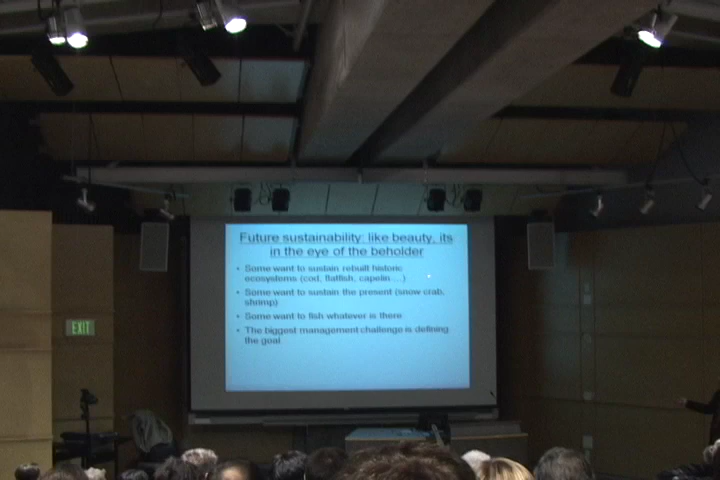 Future sustainability: like beauty, its
in the eye of the beholder
• Some want to sustain rebuilt historic
ecosystems (cod, flatfish, capelin …)
• Some want to sustain the present (snow crab,
shrimp)
• Some want to fish whatever is there
• The biggest management challenge is defining
the goal
EXIT